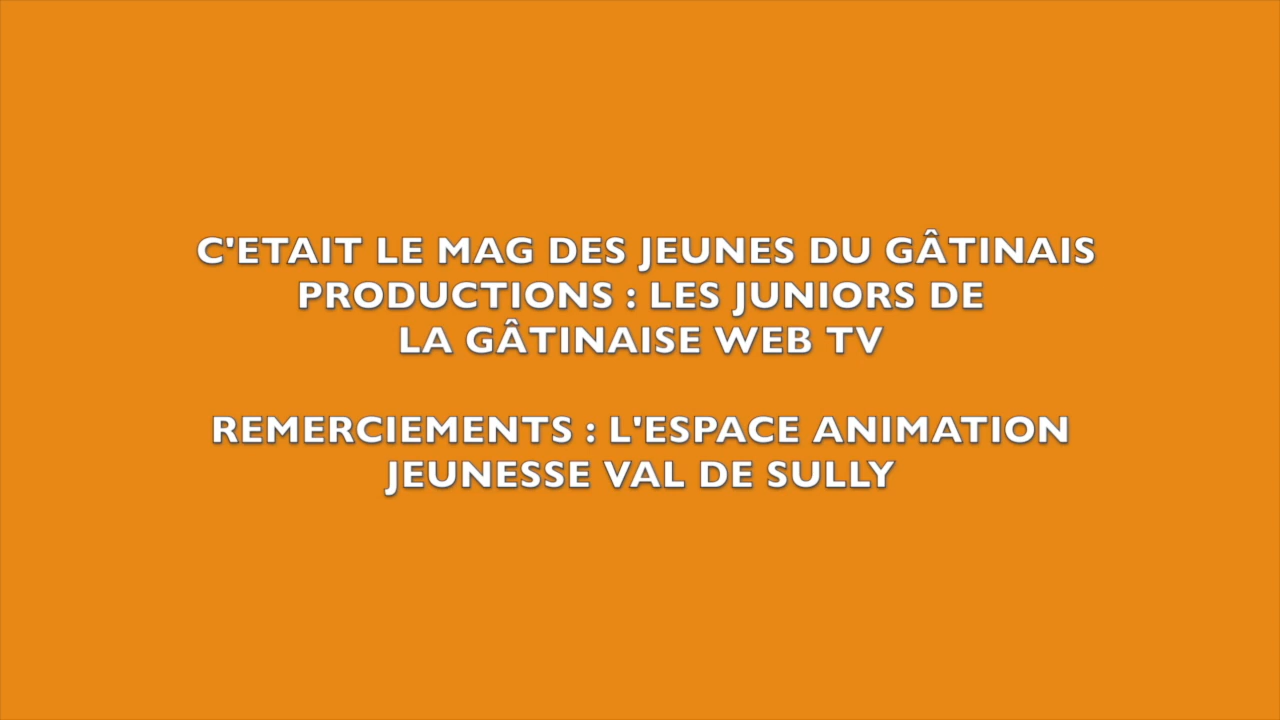 C'ETAIT LE MAG DES JEUNES DU GÂTINAIS
PRODUCTIONS : LES JUNIORS DE
LA GÂTINAISE WEB TV
REMERCIEMENTS : L'ESPACE ANIMATION
JEUNESSE VAL DE SULLY